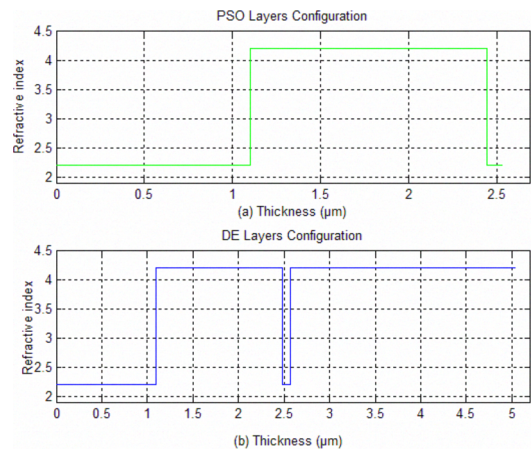 PSO Layers Configuration
4.5
4
3.5
3
2.5
2
Refractive index
0 0.5 1 1.5 2 2.5
(a) Thickness (µm)
DE Layers Configuration
4.5
4
3.5
3
2.5
2
Refractive index
0 0.5 1 1.5 2 2.5 3 3.5 4 4.5 5
(b) Thickness (µm)